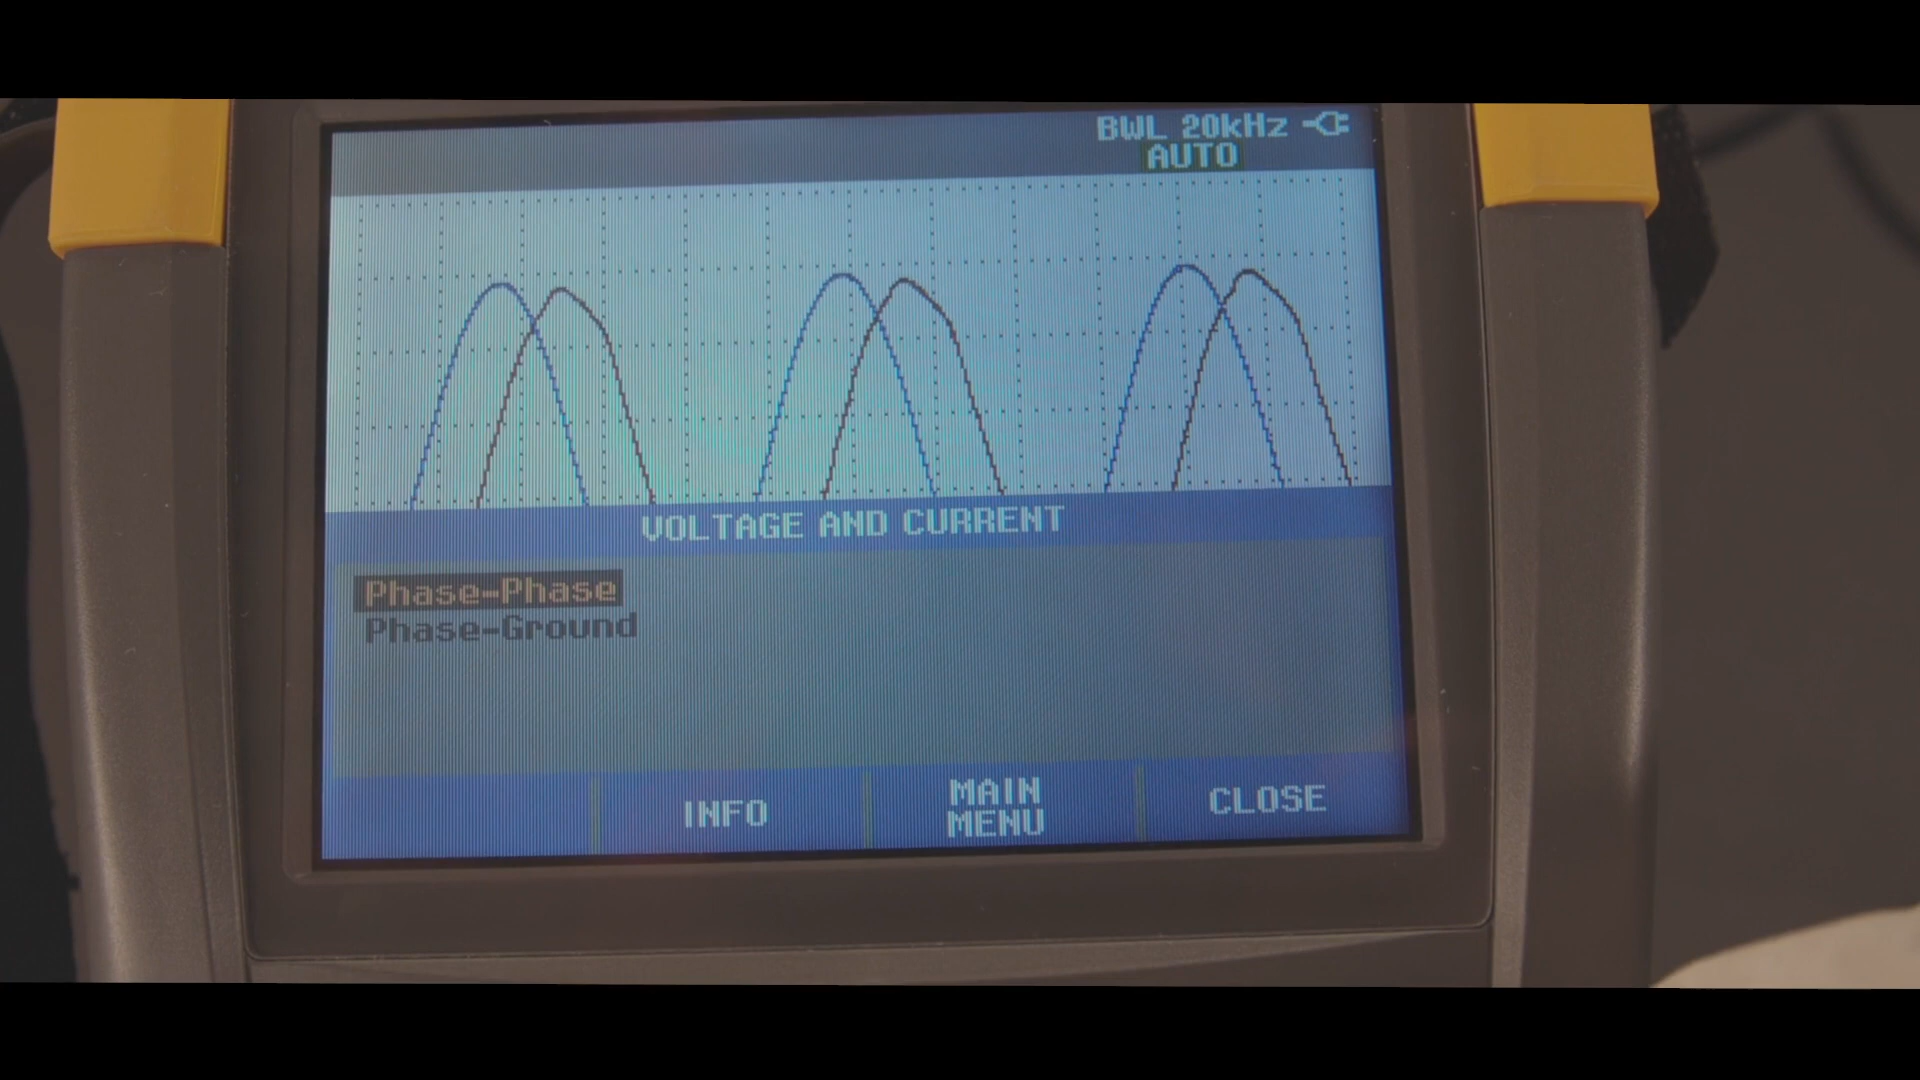 BWL 20kHz
AUTO
VOLTAGE AND CURRENT
Phase-Phase
Phase-Ground
INFO
MAIN
MENU
CLOSE